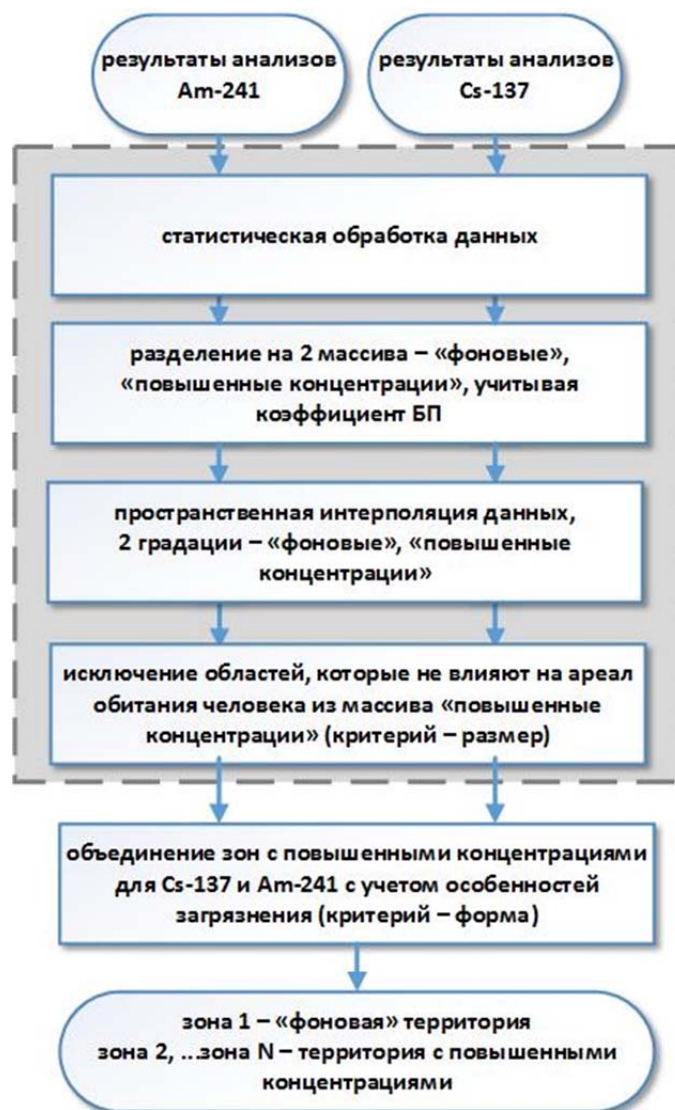 результаты анализов
Am-241
результаты анализов
Cs-137
статистическая обработка данных
разделение на 2 массива – «фоновые»,
«повышенные концентрации», учитывая
коэффициент БП
пространственная интерполяция данных,
2 градации – «фоновые», «повышенные
концентрации»
исключение областей, которые не влияют на ареал
обитания человека из массива «повышенные
концентрации» (критерий – размер)
объединение зон с повышенными концентрациями
для Cs-137 и Am-241 с учетом особенностей
загрязнения (критерий – форма)
зона 1 – «фоновая» территория
зона 2, ...зона N – территория с повышенными
концентрациями